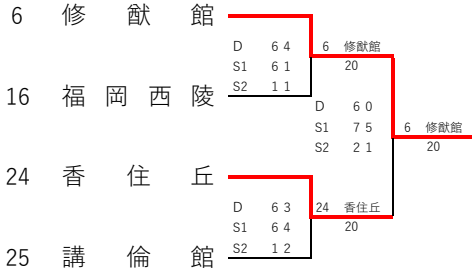 6 修猷館
D 6 4 6 修猷館
S1 6 1 20
S2 1 1
16 福岡西陵
D 6 0
S1 7 5 6 修猷館
S2 2 1 20
24 香住丘
D 6 3 24 香住丘
S1 6 4 20
S2 1 2
25 講倫館